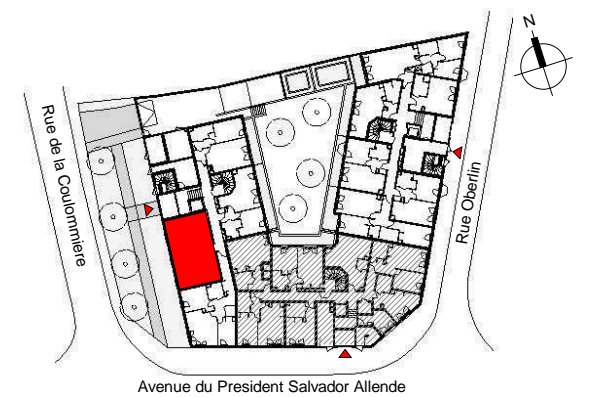 N
Rue de la Coulommiere
Rue Oberlin
Avenue du President Salvador Allende